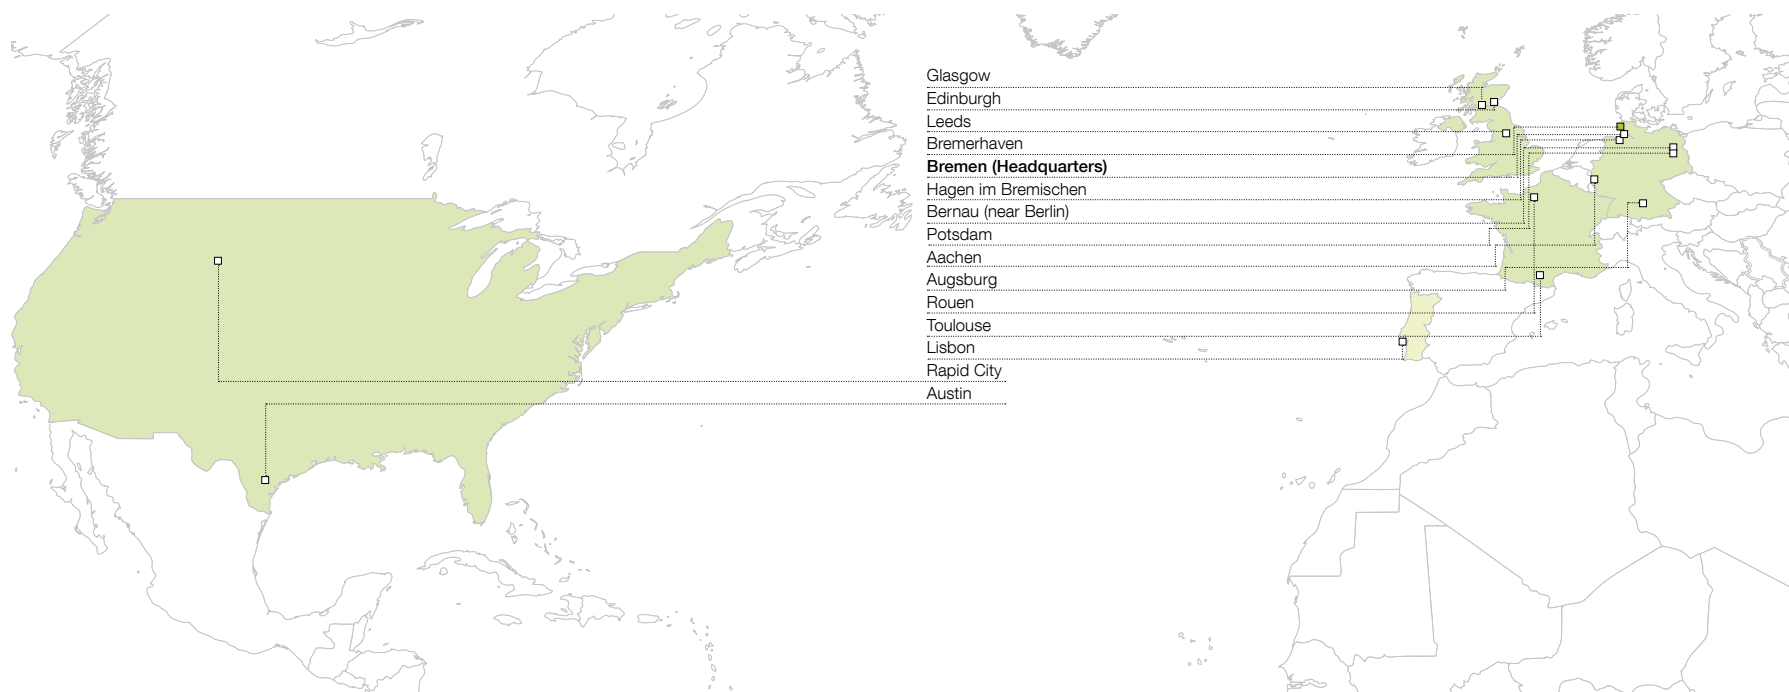 Glasgow
Edinburgh
Leeds
Bremerhaven
Bremen (Headquarters)
Hagen im Bremischen
Bernau (near Berlin)
Potsdam
Aachen
Augsburg
Rouen
Toulouse
Lisbon
Rapid City
Austin